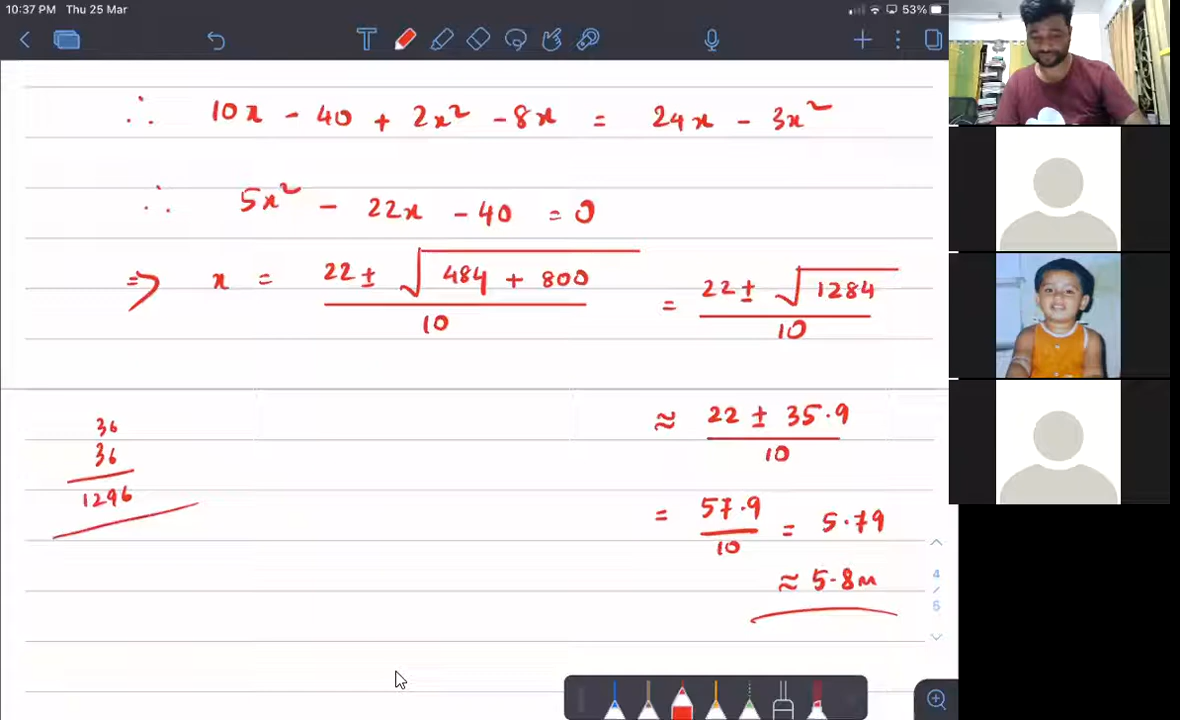 10:37 PM Thu 25 Mar 53%
∴ 10x - 40 + 2x² - 8x = 24x - 3x²
∴ 5x² - 22x - 40 = 0
⇒ x = (22 ± √(484 + 800))/10 = (22 ± √1284)/10
≈ (22 ± 35.9)/10
= 57.9/10 = 5.79
≈ 5.8m
36
36
1296
4
/
6